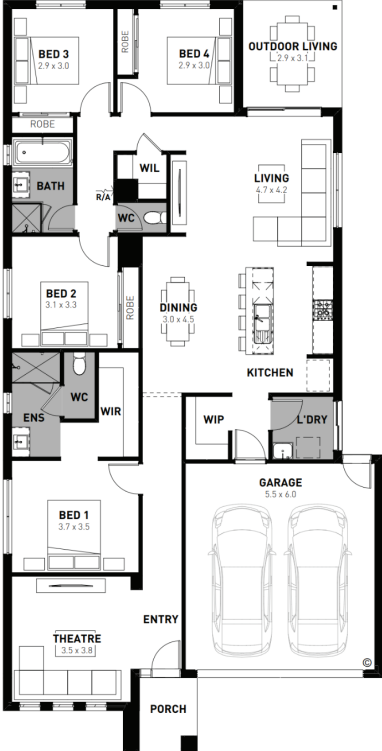 BED 3
2.9 x 3.0
ROBE
BED 4
2.9 x 3.0
OUTDOOR LIVING
2.9 x 3.1
ROBE
BATH
WIL
R/A
WC
LIVING
4.7 x 4.2
BED 2
3.1 x 3.3
ROBE
DINING
3.0 x 4.5
KITCHEN
WC
ENS
WIR
WIP
L'DRY
BED 1
3.7 x 3.5
GARAGE
5.5 x 6.0
ENTRY
THEATRE
3.5 x 3.8
©
PORCH